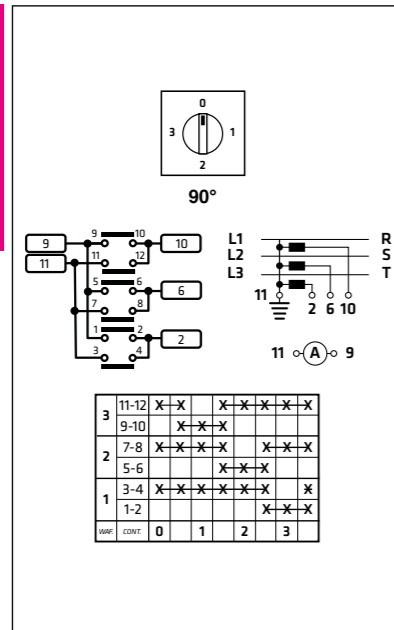 0
3 1
2
90°
9 9 10 10
11 11 12
5 6 6
7 8
1 2 2
3 4
L1 R
L2 S
L3 T
11 2 6 10
11 A 9
3 11-12 X X X X X X X
9-10 X X X
2 7-8 X X X X X X X
5-6 X X X
1 3-4 X X X X X X X
1-2 X X X
WAF. CONT. 0 1 2 3